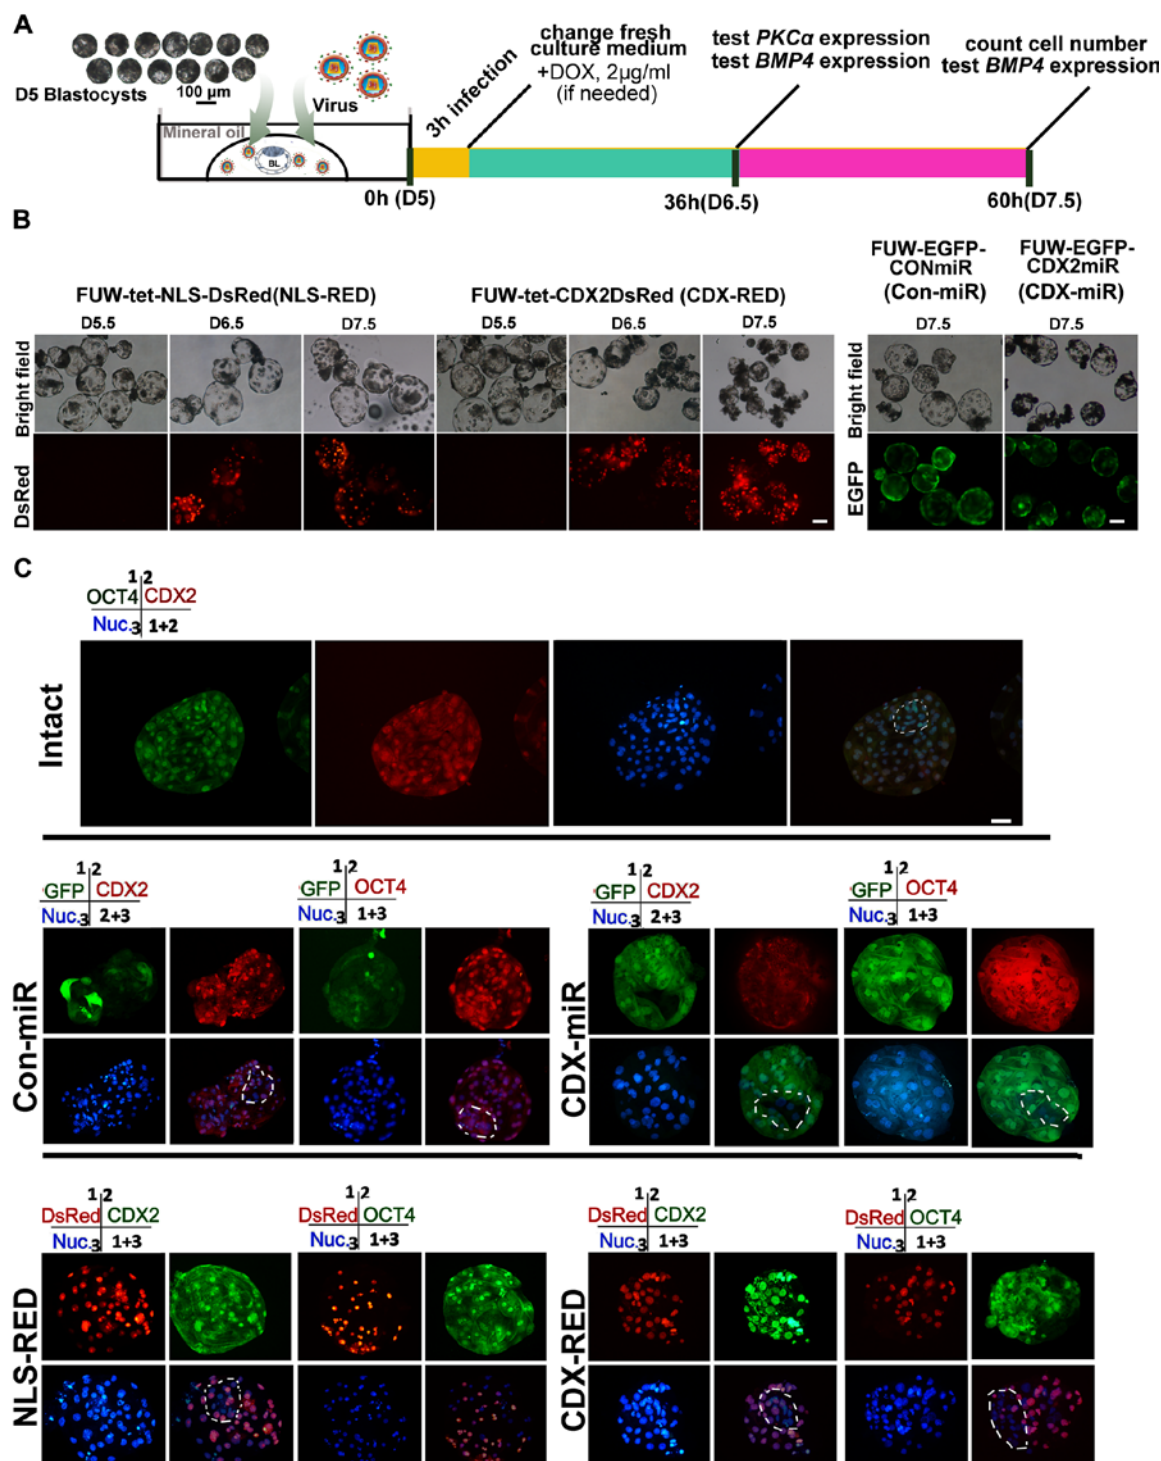 A
D5 Blastocysts
100 μm
Virus
Mineral oil
BL
3h infection
change fresh
culture medium
+DOX, 2μg/ml
(if needed)
test PKCα expression
test BMP4 expression
count cell number
test BMP4 expression
0h (D5)
36h(D6.5)
60h(D7.5)
B
FUW-tet-NLS-DsRed(NLS-RED)
FUW-tet-CDX2DsRed (CDX-RED)
FUW-EGFP-
CONmiR
(Con-miR)
FUW-EGFP-
CDX2miR
(CDX-miR)
D5.5
D6.5
D7.5
D5.5
D6.5
D7.5
D7.5
D7.5
Bright field
Bright field
DsRed
EGFP
C
1 2
OCT4 CDX2
Nuc. 3 1+2
Intact
1 2
GFP CDX2
Nuc. 3 2+3
1 2
GFP OCT4
Nuc. 3 1+3
1 2
GFP CDX2
Nuc. 3 2+3
1 2
GFP OCT4
Nuc. 3 1+3
Con-miR
CDX-miR
1 2
DsRed CDX2
Nuc. 3 1+3
1 2
DsRed OCT4
Nuc. 3 1+3
1 2
DsRed CDX2
Nuc. 3 1+3
1 2
DsRed OCT4
Nuc. 3 1+3
NLS-RED
CDX-RED